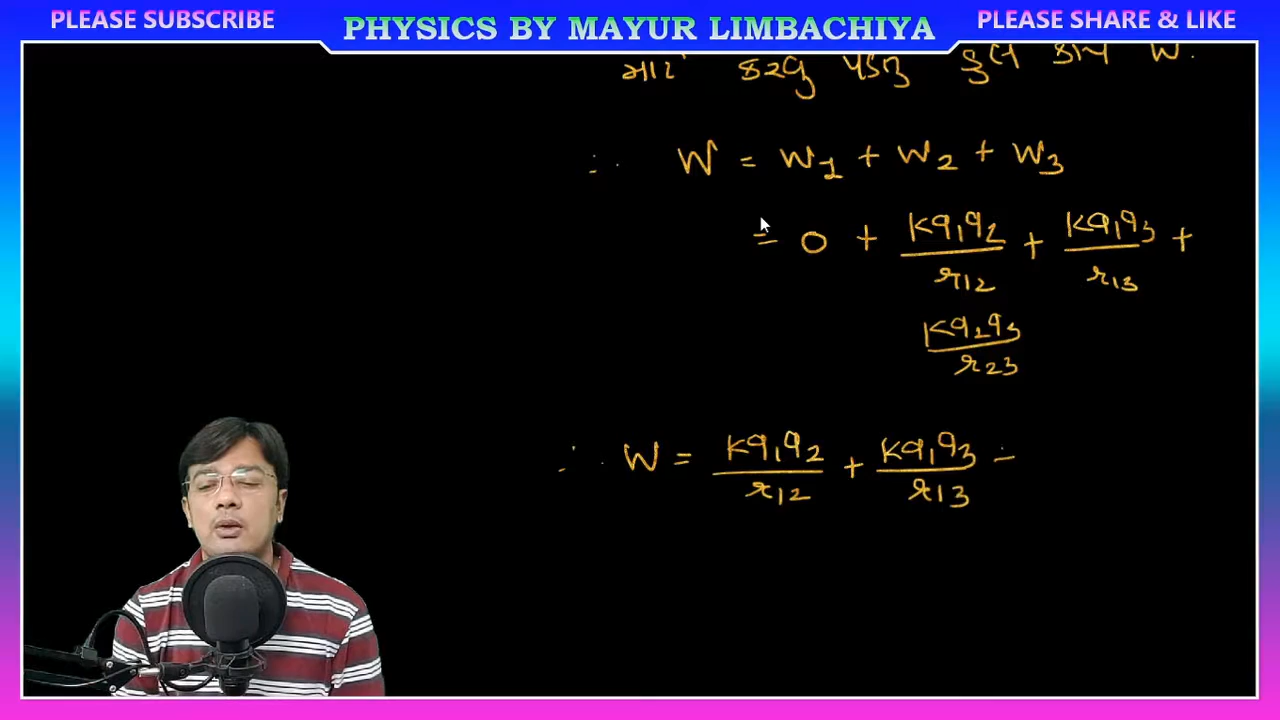 PLEASE SUBSCRIBE
PHYSICS BY MAYUR LIMBACHIYA
PLEASE SHARE & LIKE
માટે કરવુ પડતુ કુલ કાર્ય W.
∴ W = W₁ + W₂ + W₃
= 0 + Kq₁q₂/r₁₂ + Kq₁q₃/r₁₃ +
Kq₂q₃/r₂₃
∴ W = Kq₁q₂/r₁₂ + Kq₁q₃/r₁₃ -